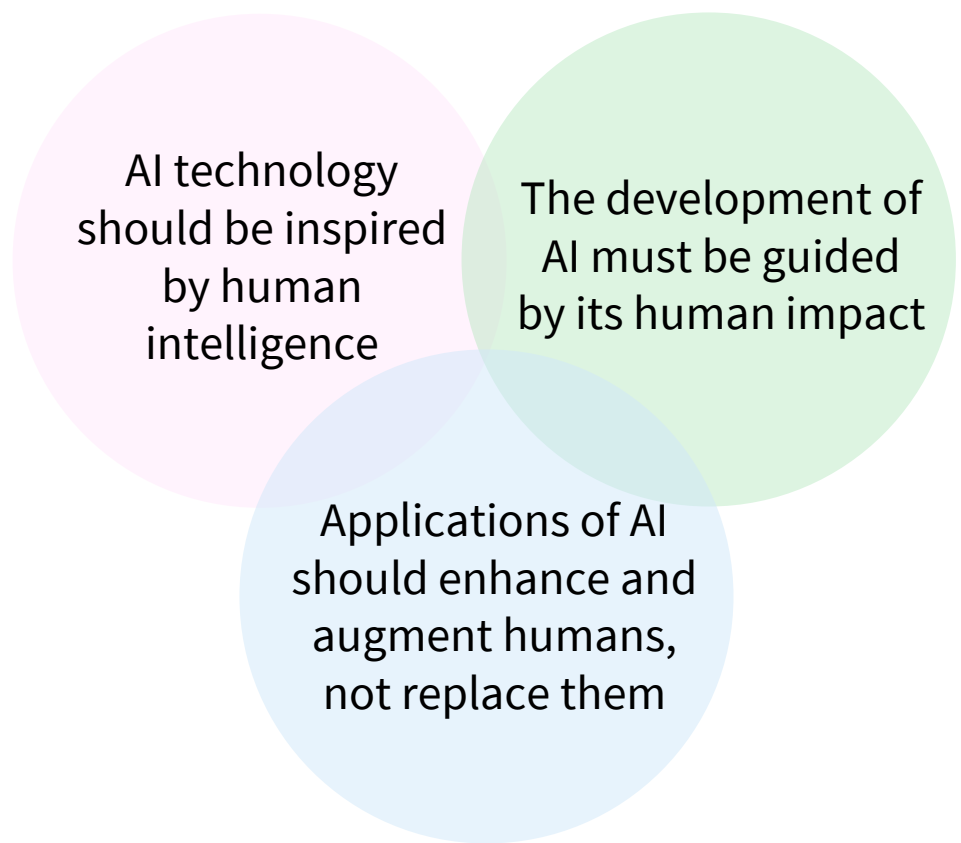 AI technology
should be inspired
by human
intelligence
The development of
AI must be guided
by its human impact
Applications of AI
should enhance and
augment humans,
not replace them